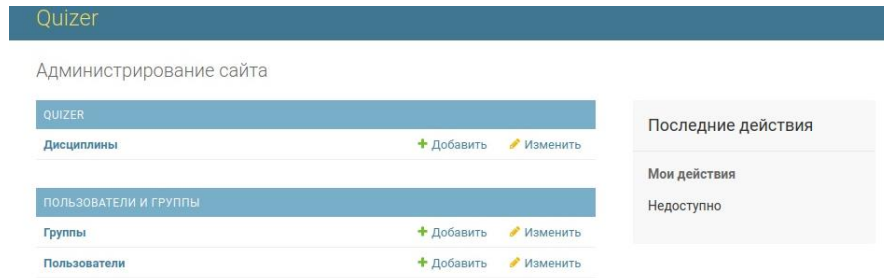 Quizer
Администрирование сайта
QUIZER
Дисциплины Добавить Изменить
ПОЛЬЗОВАТЕЛИ И ГРУППЫ
Группы Добавить Изменить
Пользователи Добавить Изменить
Последние действия
Мои действия
Недоступно